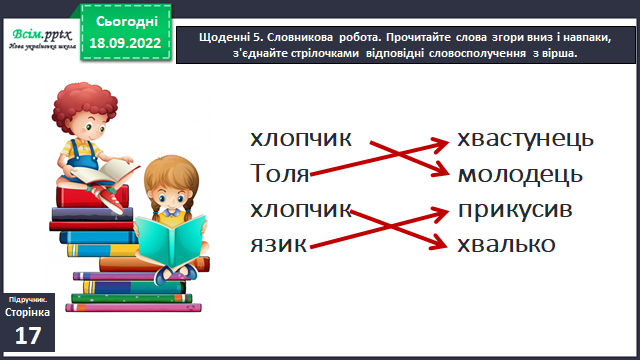 Всім.pptx
Нова українська школа
Сьогодні
18.09.2022
Щоденні 5. Словникова робота. Прочитайте слова згори вниз і навпаки,
з'єднайте стрілочками відповідні словосполучення з вірша.
хлопчик хвастунець
Толя молодець
хлопчик прикусив
язик хвалько
Підручник.
Сторінка
17